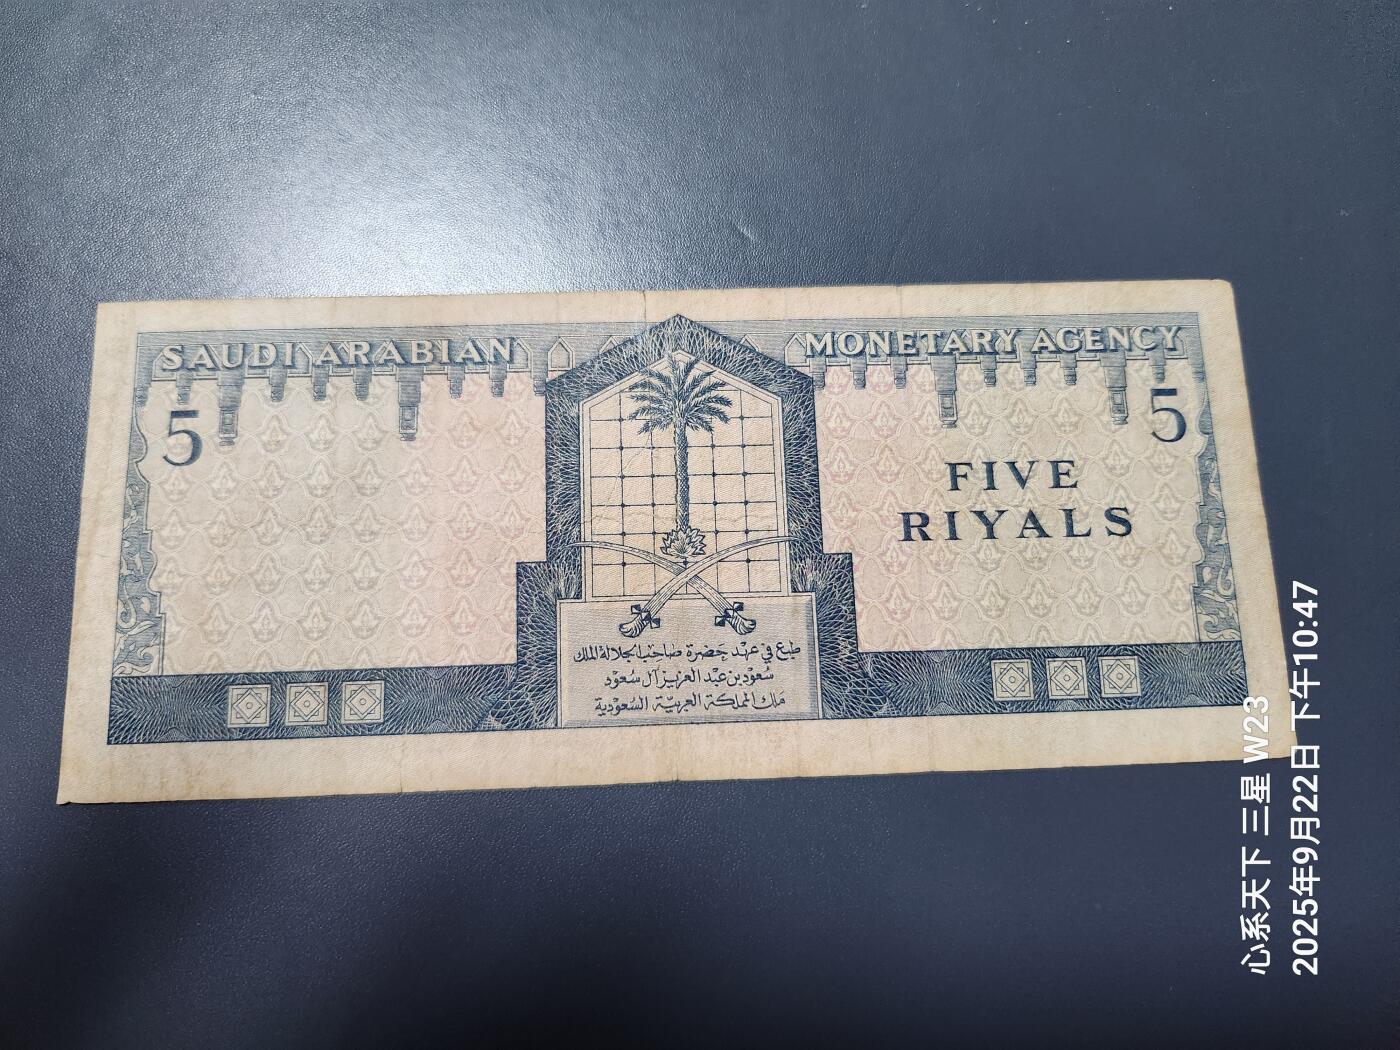 SAUDI ARABIAN MONETARY AGENCY
5
5
FIVE
RIYALS
طبع في عهد حضرة صاحب الجلالة الملك
سعود بن عبد العزيز آل سعود
ملك المملكة العربية السعودية
心系天下 三星 W23
2025年9月22日 下午10:47